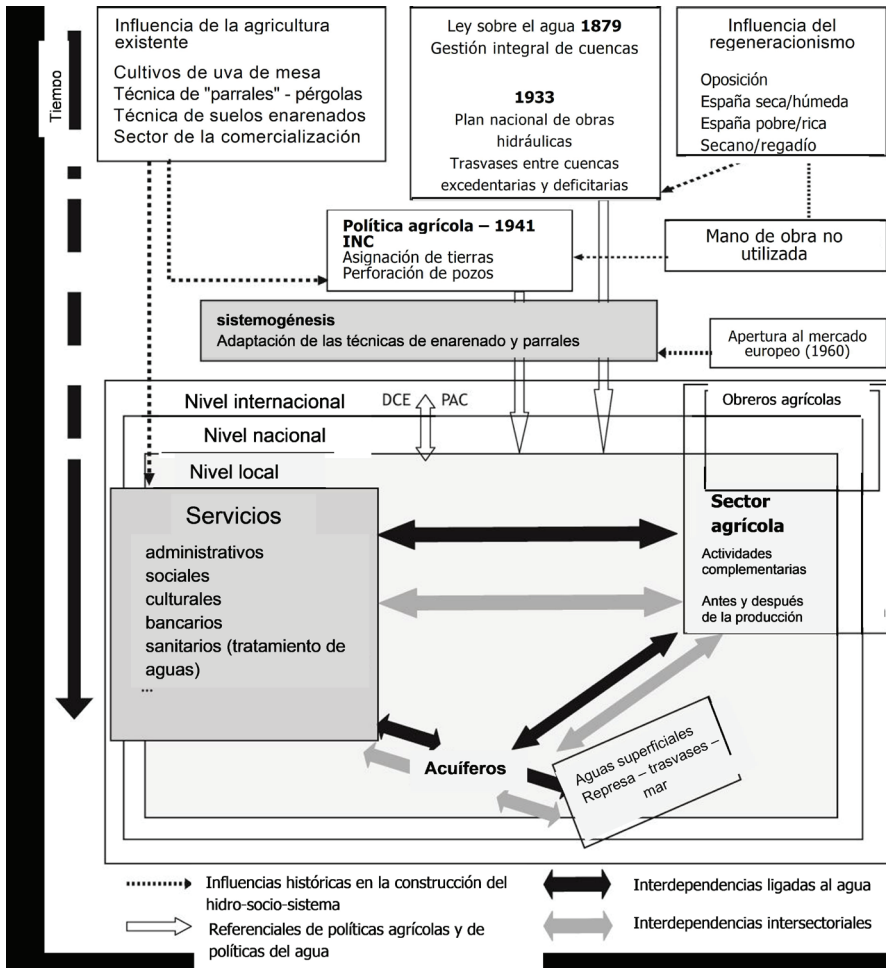 Tiempo
Influencia de la agricultura
existente
Cultivos de uva de mesa
Técnica de "parrales" - pérgolas
Técnica de suelos enarenados
Sector de la comercialización
Ley sobre el agua 1879
Gestión integral de cuencas
1933
Plan nacional de obras
hidráulicas
Trasvases entre cuencas
excedentarias y deficitarias
Influencia del
regeneracionismo
Oposición
España seca/húmeda
España pobre/rica
Secano/regadío
Política agrícola – 1941
INC
Asignación de tierras
Perforación de pozos
Mano de obra no
utilizada
sistemogénesis
Adaptación de las técnicas de enarenado y parrales
Apertura al mercado
europeo (1960)
Nivel internacional
DCE PAC
Nivel nacional
Nivel local
Obreros agrícolas
Servicios
administrativos
sociales
culturales
bancarios
sanitarios (tratamiento de
aguas)
...
Sector
agrícola
Actividades
complementarias
Antes y después
de la producción
Acuíferos
Aguas superficiales
Represa – trasvases –
mar
Influencias históricas en la construcción del
hidro-socio-sistema
Referenciales de políticas agrícolas y de
políticas del agua
Interdependencias ligadas al agua
Interdependencias intersectoriales